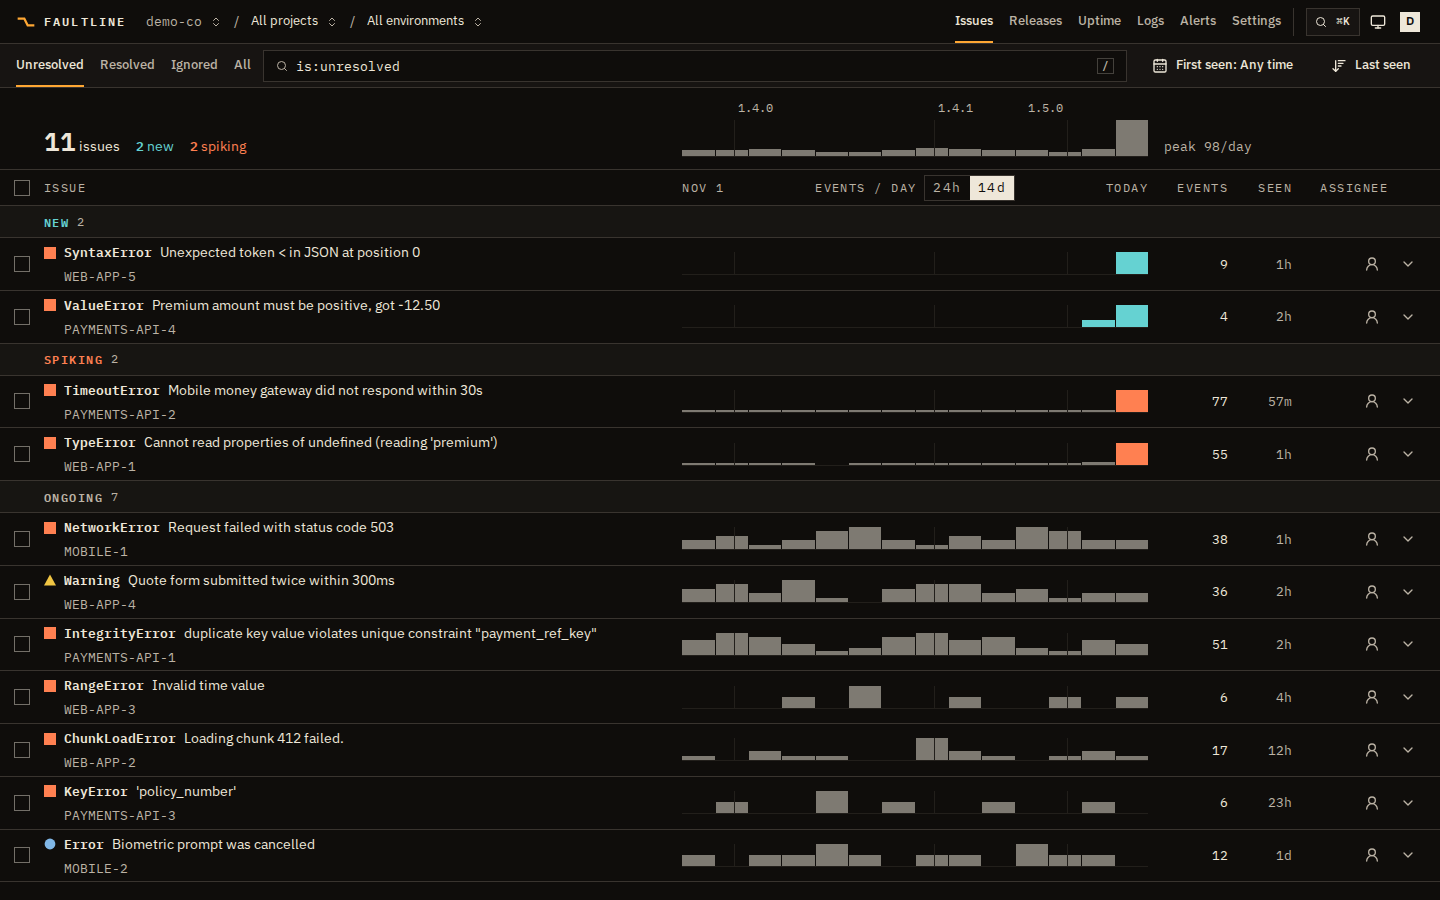 FAULTLINE demo-co / All projects / All environments Issues Releases Uptime Logs Alerts Settings ⌘K D
Unresolved Resolved Ignored All is:unresolved / First seen: Any time Last seen
1.4.0 1.4.1 1.5.0
11 issues 2 new 2 spiking peak 98/day
ISSUE NOV 1 EVENTS / DAY 24h 14d TODAY EVENTS SEEN ASSIGNEE
NEW 2
SyntaxError Unexpected token < in JSON at position 0
WEB-APP-5 9 1h
ValueError Premium amount must be positive, got -12.50
PAYMENTS-API-4 4 2h
SPIKING 2
TimeoutError Mobile money gateway did not respond within 30s
PAYMENTS-API-2 77 57m
TypeError Cannot read properties of undefined (reading 'premium')
WEB-APP-1 55 1h
ONGOING 7
NetworkError Request failed with status code 503
MOBILE-1 38 1h
Warning Quote form submitted twice within 300ms
WEB-APP-4 36 2h
IntegrityError duplicate key value violates unique constraint "payment_ref_key"
PAYMENTS-API-1 51 2h
RangeError Invalid time value
WEB-APP-3 6 4h
ChunkLoadError Loading chunk 412 failed.
WEB-APP-2 17 12h
KeyError 'policy_number'
PAYMENTS-API-3 6 23h
Error Biometric prompt was cancelled
MOBILE-2 12 1d